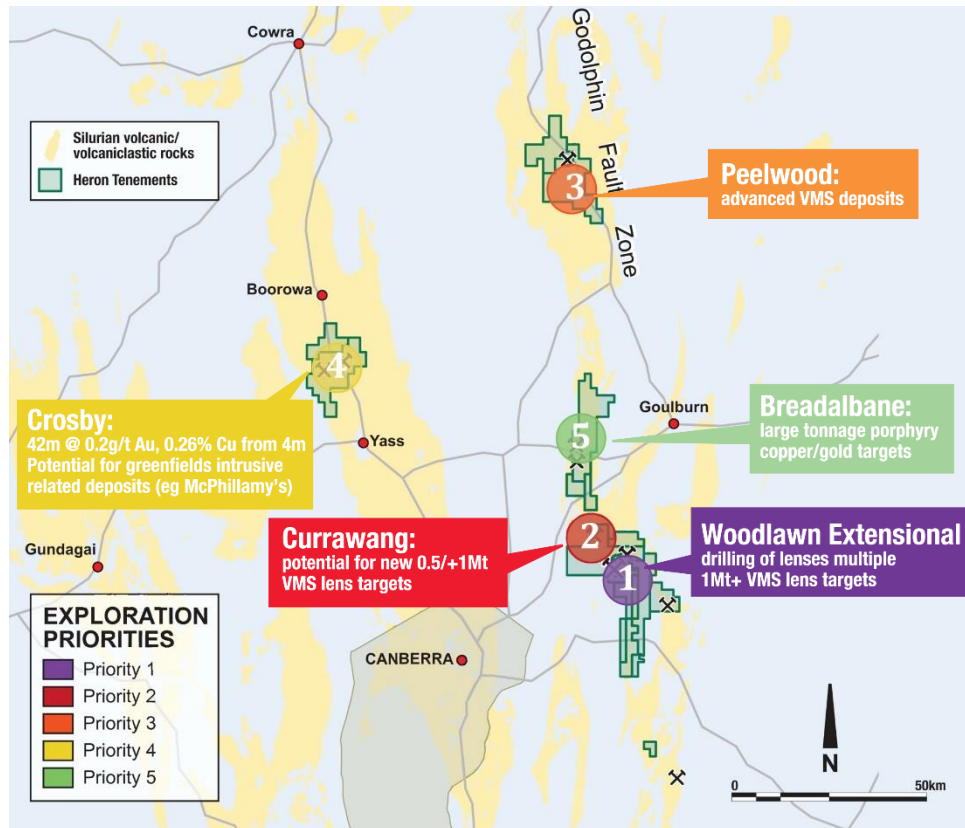 Cowra
Godolphin
Fault
Zone
Silurian volcanic/
volcaniclastic rocks
Heron Tenements
3
Peelwood:
advanced VMS deposits
Boorowa
4
Crosby:
42m @ 0.2g/t Au, 0.26% Cu from 4m
Potential for greenfields intrusive
related deposits (eg McPhillamy's)
Yass
Goulburn
5
Breadalbane:
large tonnage porphyry
copper/gold targets
Gundagai
Currawang:
potential for new 0.5/+1Mt
VMS lens targets
2
Woodlawn Extensional
drilling of lenses multiple
1Mt+ VMS lens targets
1
EXPLORATION
PRIORITIES
Priority 1
Priority 2
Priority 3
Priority 4
Priority 5
CANBERRA
N
0 50km